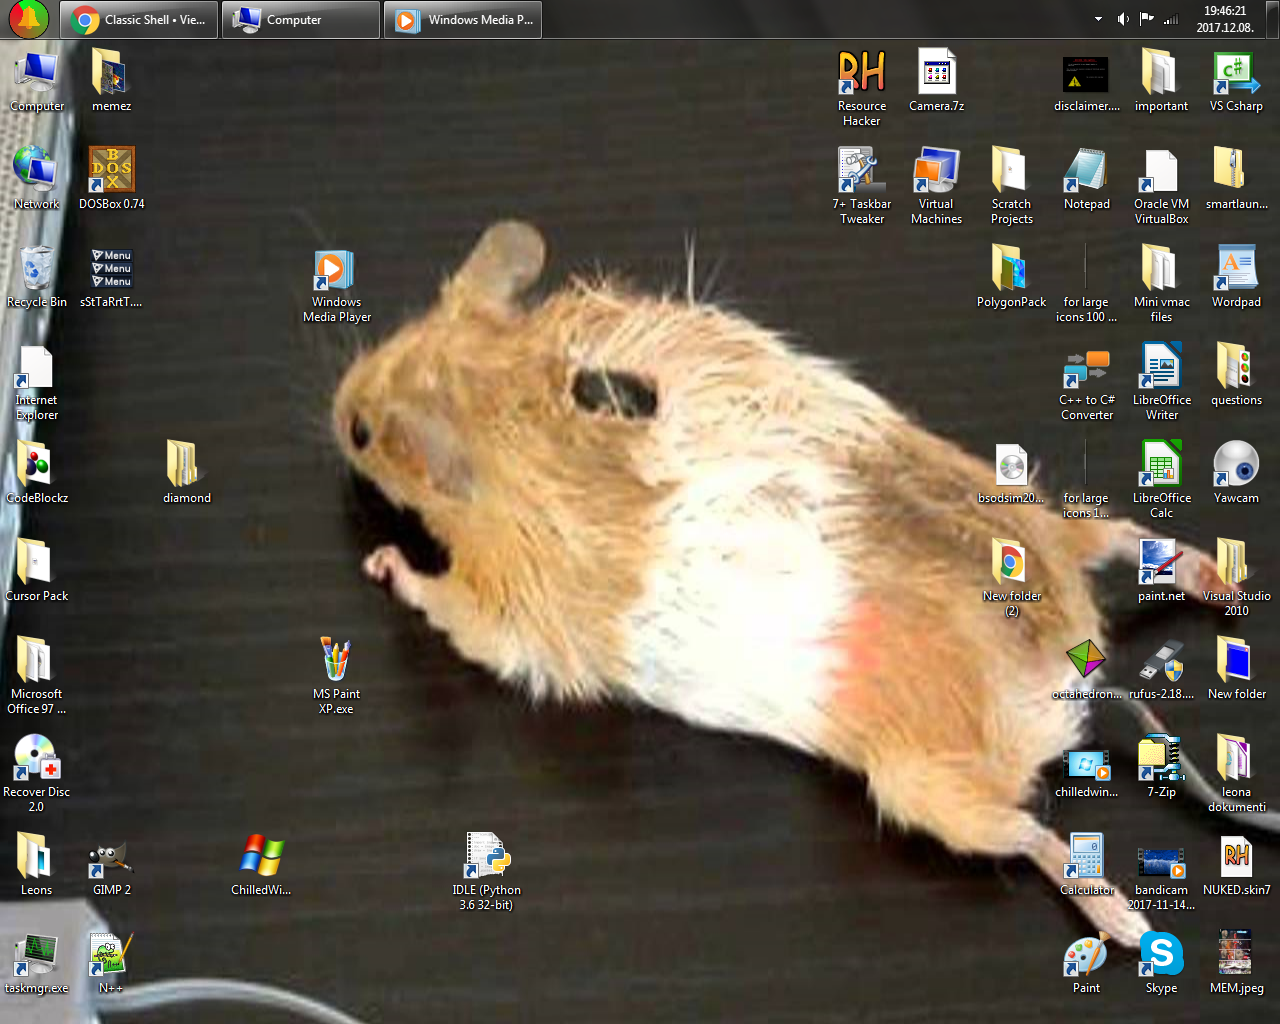 Classic Shell • Vie...
Computer
Windows Media P...
19:46:21
2017.12.08.
Computer
memez
RH
Resource
Hacker
Camera.7z
disclaimer....
important
C#
VS Csharp
Network
BOX
DOS
DOSBox 0.74
7+ Taskbar
Tweaker
Virtual
Machines
Scratch
Projects
Notepad
Oracle VM
VirtualBox
smartlaun...
Recycle Bin
Menu
Menu
Menu
sStTaRrtT....
Windows
Media Player
PolygonPack
for large
icons 100 ...
Mini vmac
files
Wordpad
Internet
Explorer
C++ to C#
Converter
LibreOffice
Writer
questions
CodeBlockz
diamond
bsodsim20...
for large
icons 1...
LibreOffice
Calc
Yawcam
Cursor Pack
New folder
(2)
paint.net
Visual Studio
2010
Microsoft
Office 97 ...
MS Paint
XP.exe
octahedron...
rufus-2.18....
New folder
Recover Disc
2.0
chilledwin...
7-Zip
leona
dokumenti
Leons
GIMP 2
ChilledWi...
IDLE (Python
3.6 32-bit)
Calculator
bandicam
2017-11-14...
RH
NUKED.skin7
taskmgr.exe
N++
Paint
Skype
MEM.jpeg